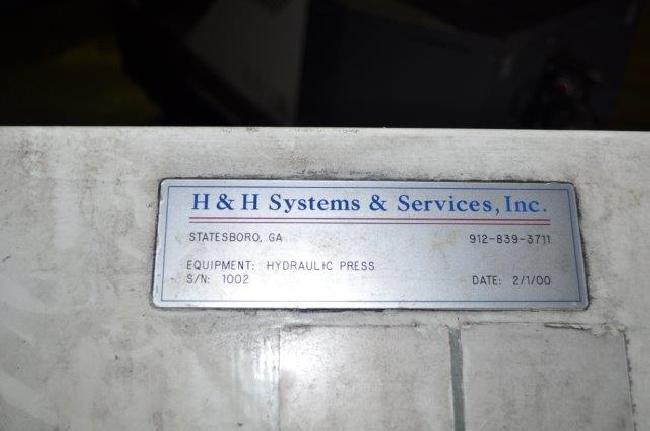 H & H Systems & Services, Inc.
STATESBORO, GA 912-839-3711
EQUIPMENT: HYDRAULIC PRESS
S/N: 1002 DATE: 2/1/00